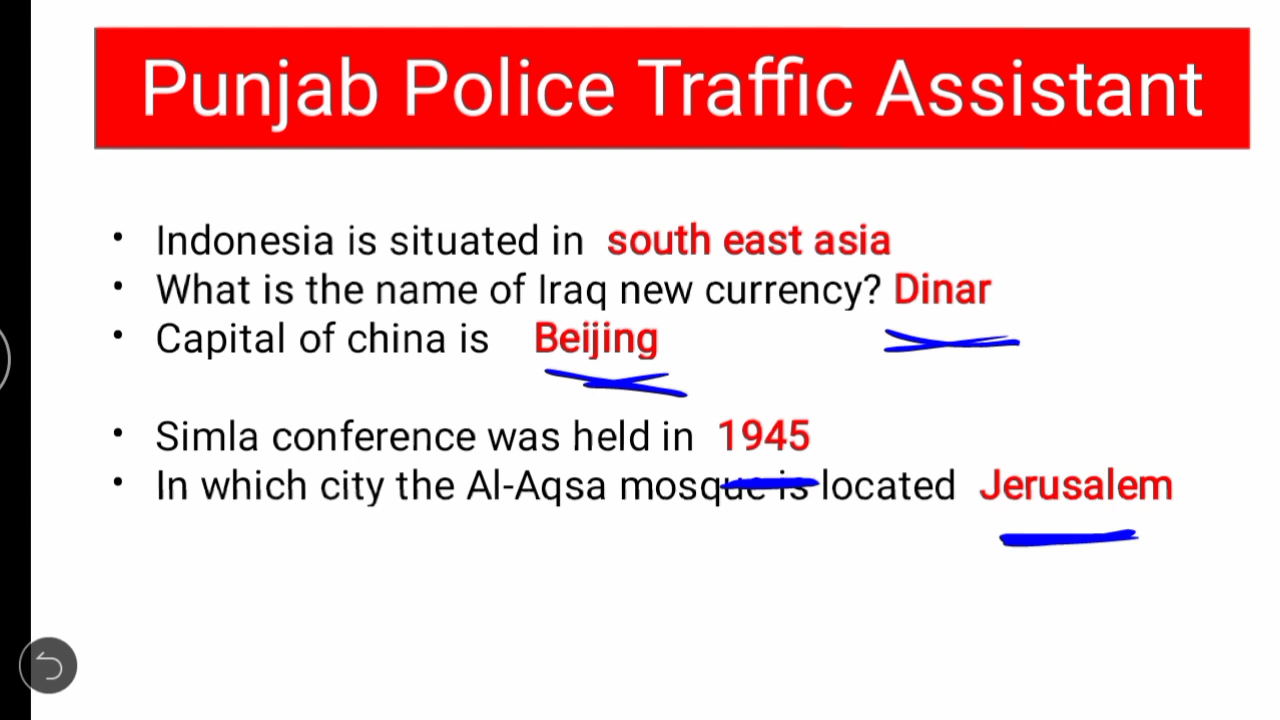 Punjab Police Traffic Assistant
• Indonesia is situated in south east asia
• What is the name of Iraq new currency? Dinar
• Capital of china is Beijing
• Simla conference was held in 1945
• In which city the Al-Aqsa mosque is located Jerusalem